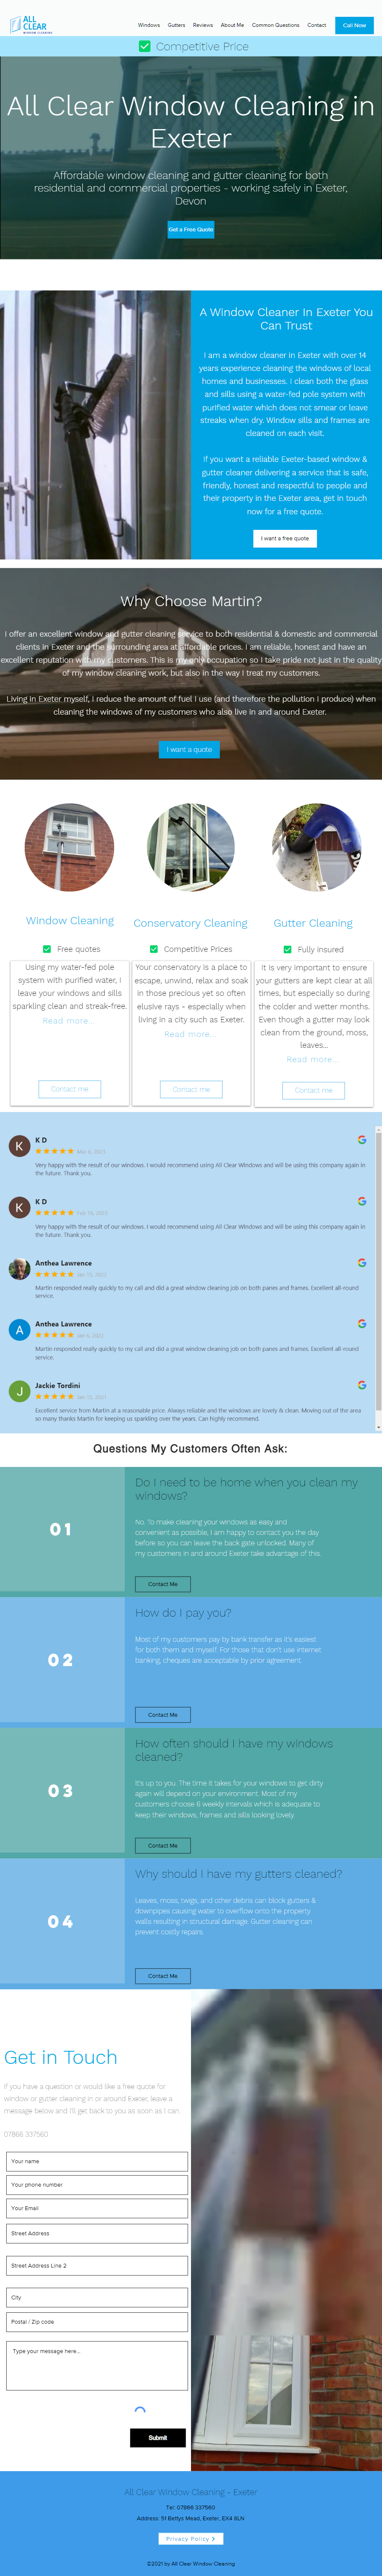 ALL
CLEAR
WINDOW CLEANING
Windows
Gutters
Reviews
About Me
Common Questions
Contact
Call Now
Competitive Price
All Clear Window Cleaning in
Exeter
Affordable window cleaning and gutter cleaning for both
residential and commercial properties - working safely in Exeter,
Devon
Get a Free Quote
A Window Cleaner In Exeter You
Can Trust
I am a window cleaner in Exeter with over 14
years experience cleaning the windows of local
homes and businesses. I clean both the glass
and sills using a water-fed pole system with
purified water which does not smear or leave
streaks when dry. Window sills and frames are
cleaned on each visit.
If you want a reliable Exeter-based window &
gutter cleaner delivering a service that is safe,
friendly, honest and respectful to people and
their property in the Exeter area, get in touch
now for a free quote.
I want a free quote
Why Choose Martin?
I offer an excellent window and gutter cleaning service to both residential & domestic and commercial
clients in Exeter and the surrounding area at affordable prices. I am reliable, honest and have an
excellent reputation with my customers. This is my only occupation so I take pride not just in the quality
of my window cleaning work, but also in the way I treat my customers.
Living in Exeter myself, I reduce the amount of fuel I use (and therefore the pollution I produce) when
cleaning the windows of my customers who also live in and around Exeter.
I want a quote
Window Cleaning
Free quotes
Using my water-fed pole
system with purified water, I
leave your windows and sills
sparkling clean and streak-free.
Read more...
Contact me
Conservatory Cleaning
Competitive Prices
Your conservatory is a place to
escape, unwind, relax and soak
in those precious yet so often
elusive rays - especially when
living in a city such as Exeter.
Read more...
Contact me
Gutter Cleaning
Fully Insured
It is very important to ensure
your gutters are kept clear at all
times, but especially so during
the colder and wetter months.
Even though a gutter may look
clean from the ground, moss,
leaves...
Read more...
Contact me
K D
Very happy with the result of our windows. I would recommend using All Clear Windows and will be using this company again in
the future. Thank you.
K D
Very happy with the result of our windows. I would recommend using All Clear Windows and will be using this company again in
the future. Thank you.
Anthea Lawrence
Martin responded really quickly to my call and did a great window cleaning job on both panes and frames. Excellent all-round
service.
A
Anthea Lawrence
Martin responded really quickly to my call and did a great window cleaning job on both panes and frames. Excellent all-round
service.
J
Jackie Tordini
Excellent service from Martin at a reasonable price. Always reliable and the windows are lovely & clean. Moving out of the area
so many thanks Martin for keeping us sparkling over the years. Can highly recommend.
Questions My Customers Often Ask:
01
Do I need to be home when you clean my
windows?
No. To make cleaning your windows as easy and
convenient as possible, I am happy to contact you the day
before so you can leave the back gate unlocked. Many of
my customers in and around Exeter take advantage of this.
Contact Me
02
How do I pay you?
Most of my customers pay by bank transfer as it's easiest
for both them and myself. For those that don't use internet
banking, cheques are acceptable by prior agreement.
Contact Me
03
How often should I have my windows
cleaned?
It's up to you. The time it takes for your windows to get dirty
again will depend on your environment. Most of my
customers choose 6 weekly intervals which is adequate to
keep their windows, frames and sills looking lovely.
Contact Me
04
Why should I have my gutters cleaned?
Leaves, moss, twigs, and other debris can block gutters &
downpipes causing water to overflow onto the property
walls resulting in structural damage. Gutter cleaning can
prevent costly repairs.
Contact Me
Get in Touch
If you have a question or would like a free quote for
window or gutter cleaning in or around Exeter, leave a
message below and I'll get back to you as soon as I can.
07866 337560
Your name
Your phone number
Your Email
Street Address
Street Address Line 2
City
Postal / Zip code
Type your message here...
Submit
All Clear Window Cleaning - Exeter
Tel: 07866 337560
Privacy Policy
©2021 by All Clear Window Cleaning